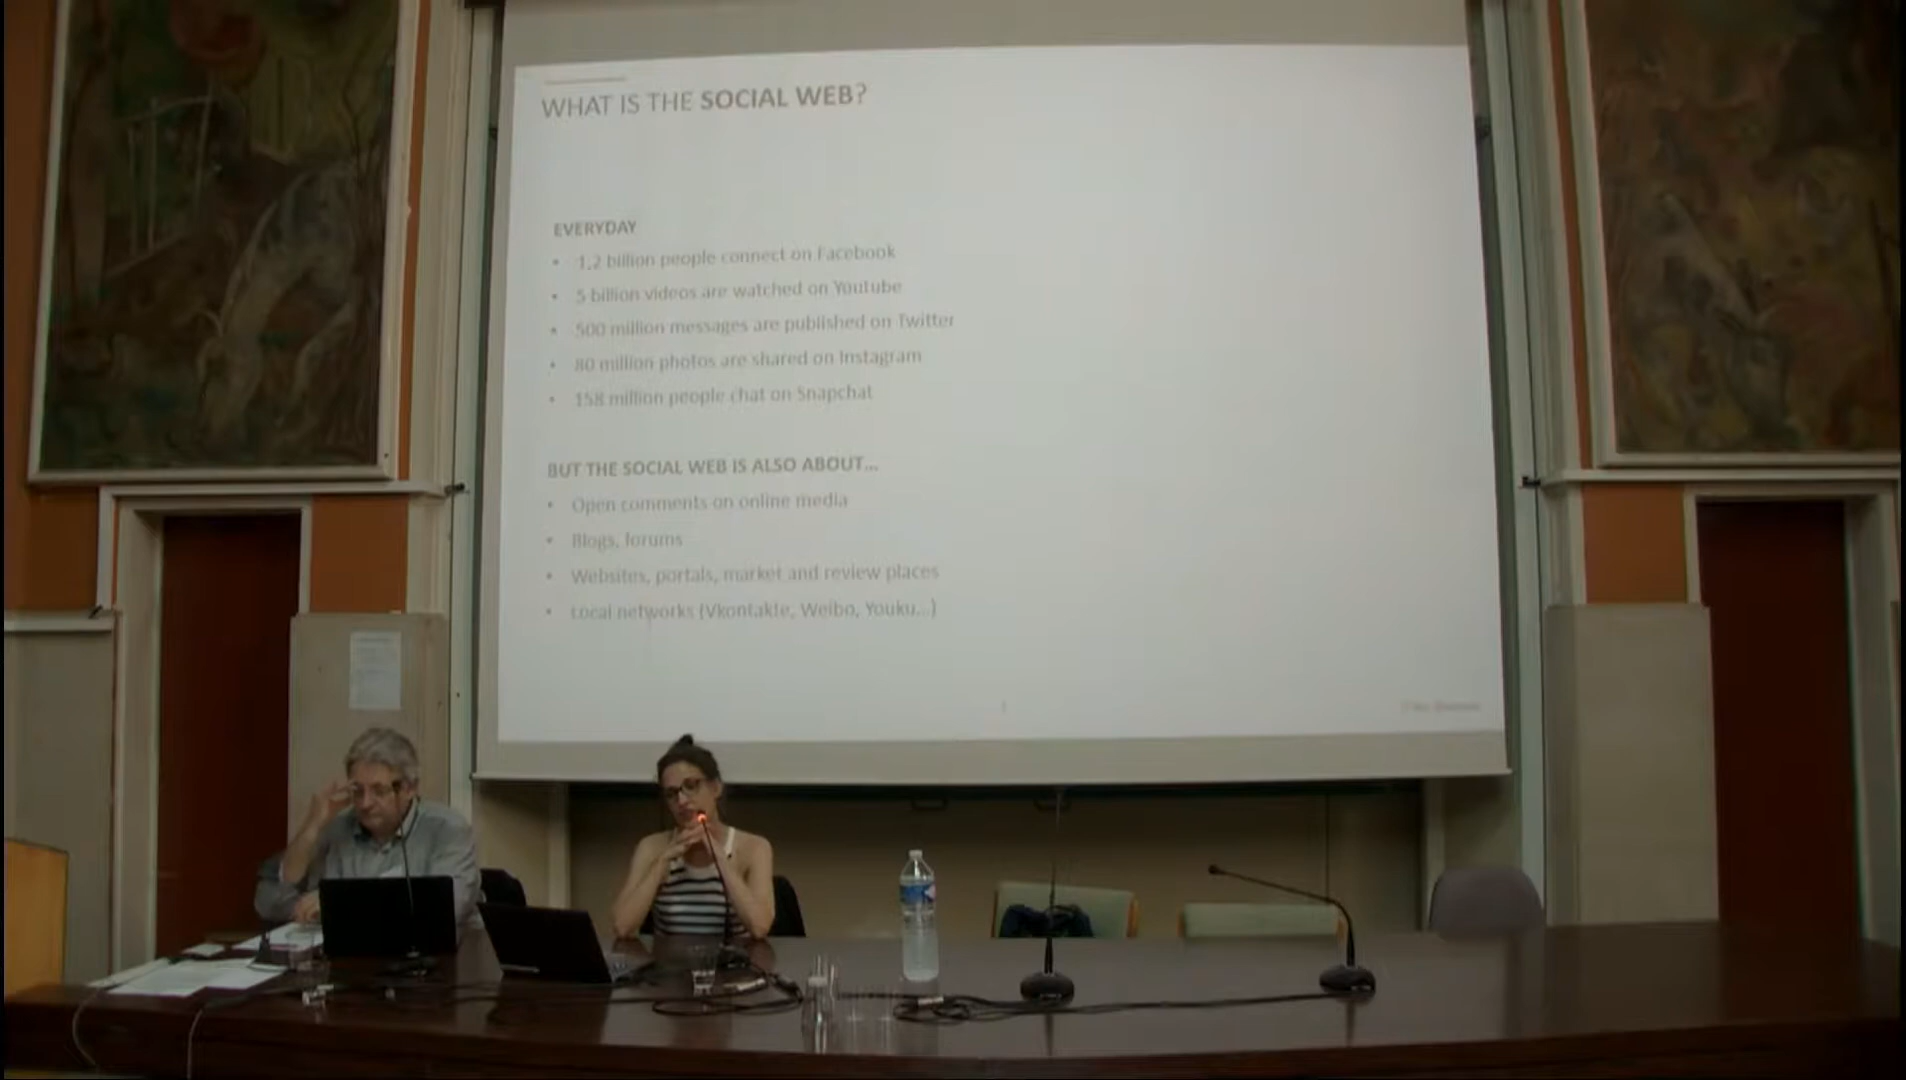 WHAT IS THE SOCIAL WEB?
EVERYDAY
• 1,2 billion people connect on Facebook
• 5 billion videos are watched on Youtube
• 500 million messages are published on Twitter
• 80 million photos are shared on Instagram
• 158 million people chat on Snapchat
BUT THE SOCIAL WEB IS ALSO ABOUT...
• Open comments on online media
• Blogs, forums
• Websites, portals, market and review places
• Local networks (Vkontakte, Weibo, Youku...)